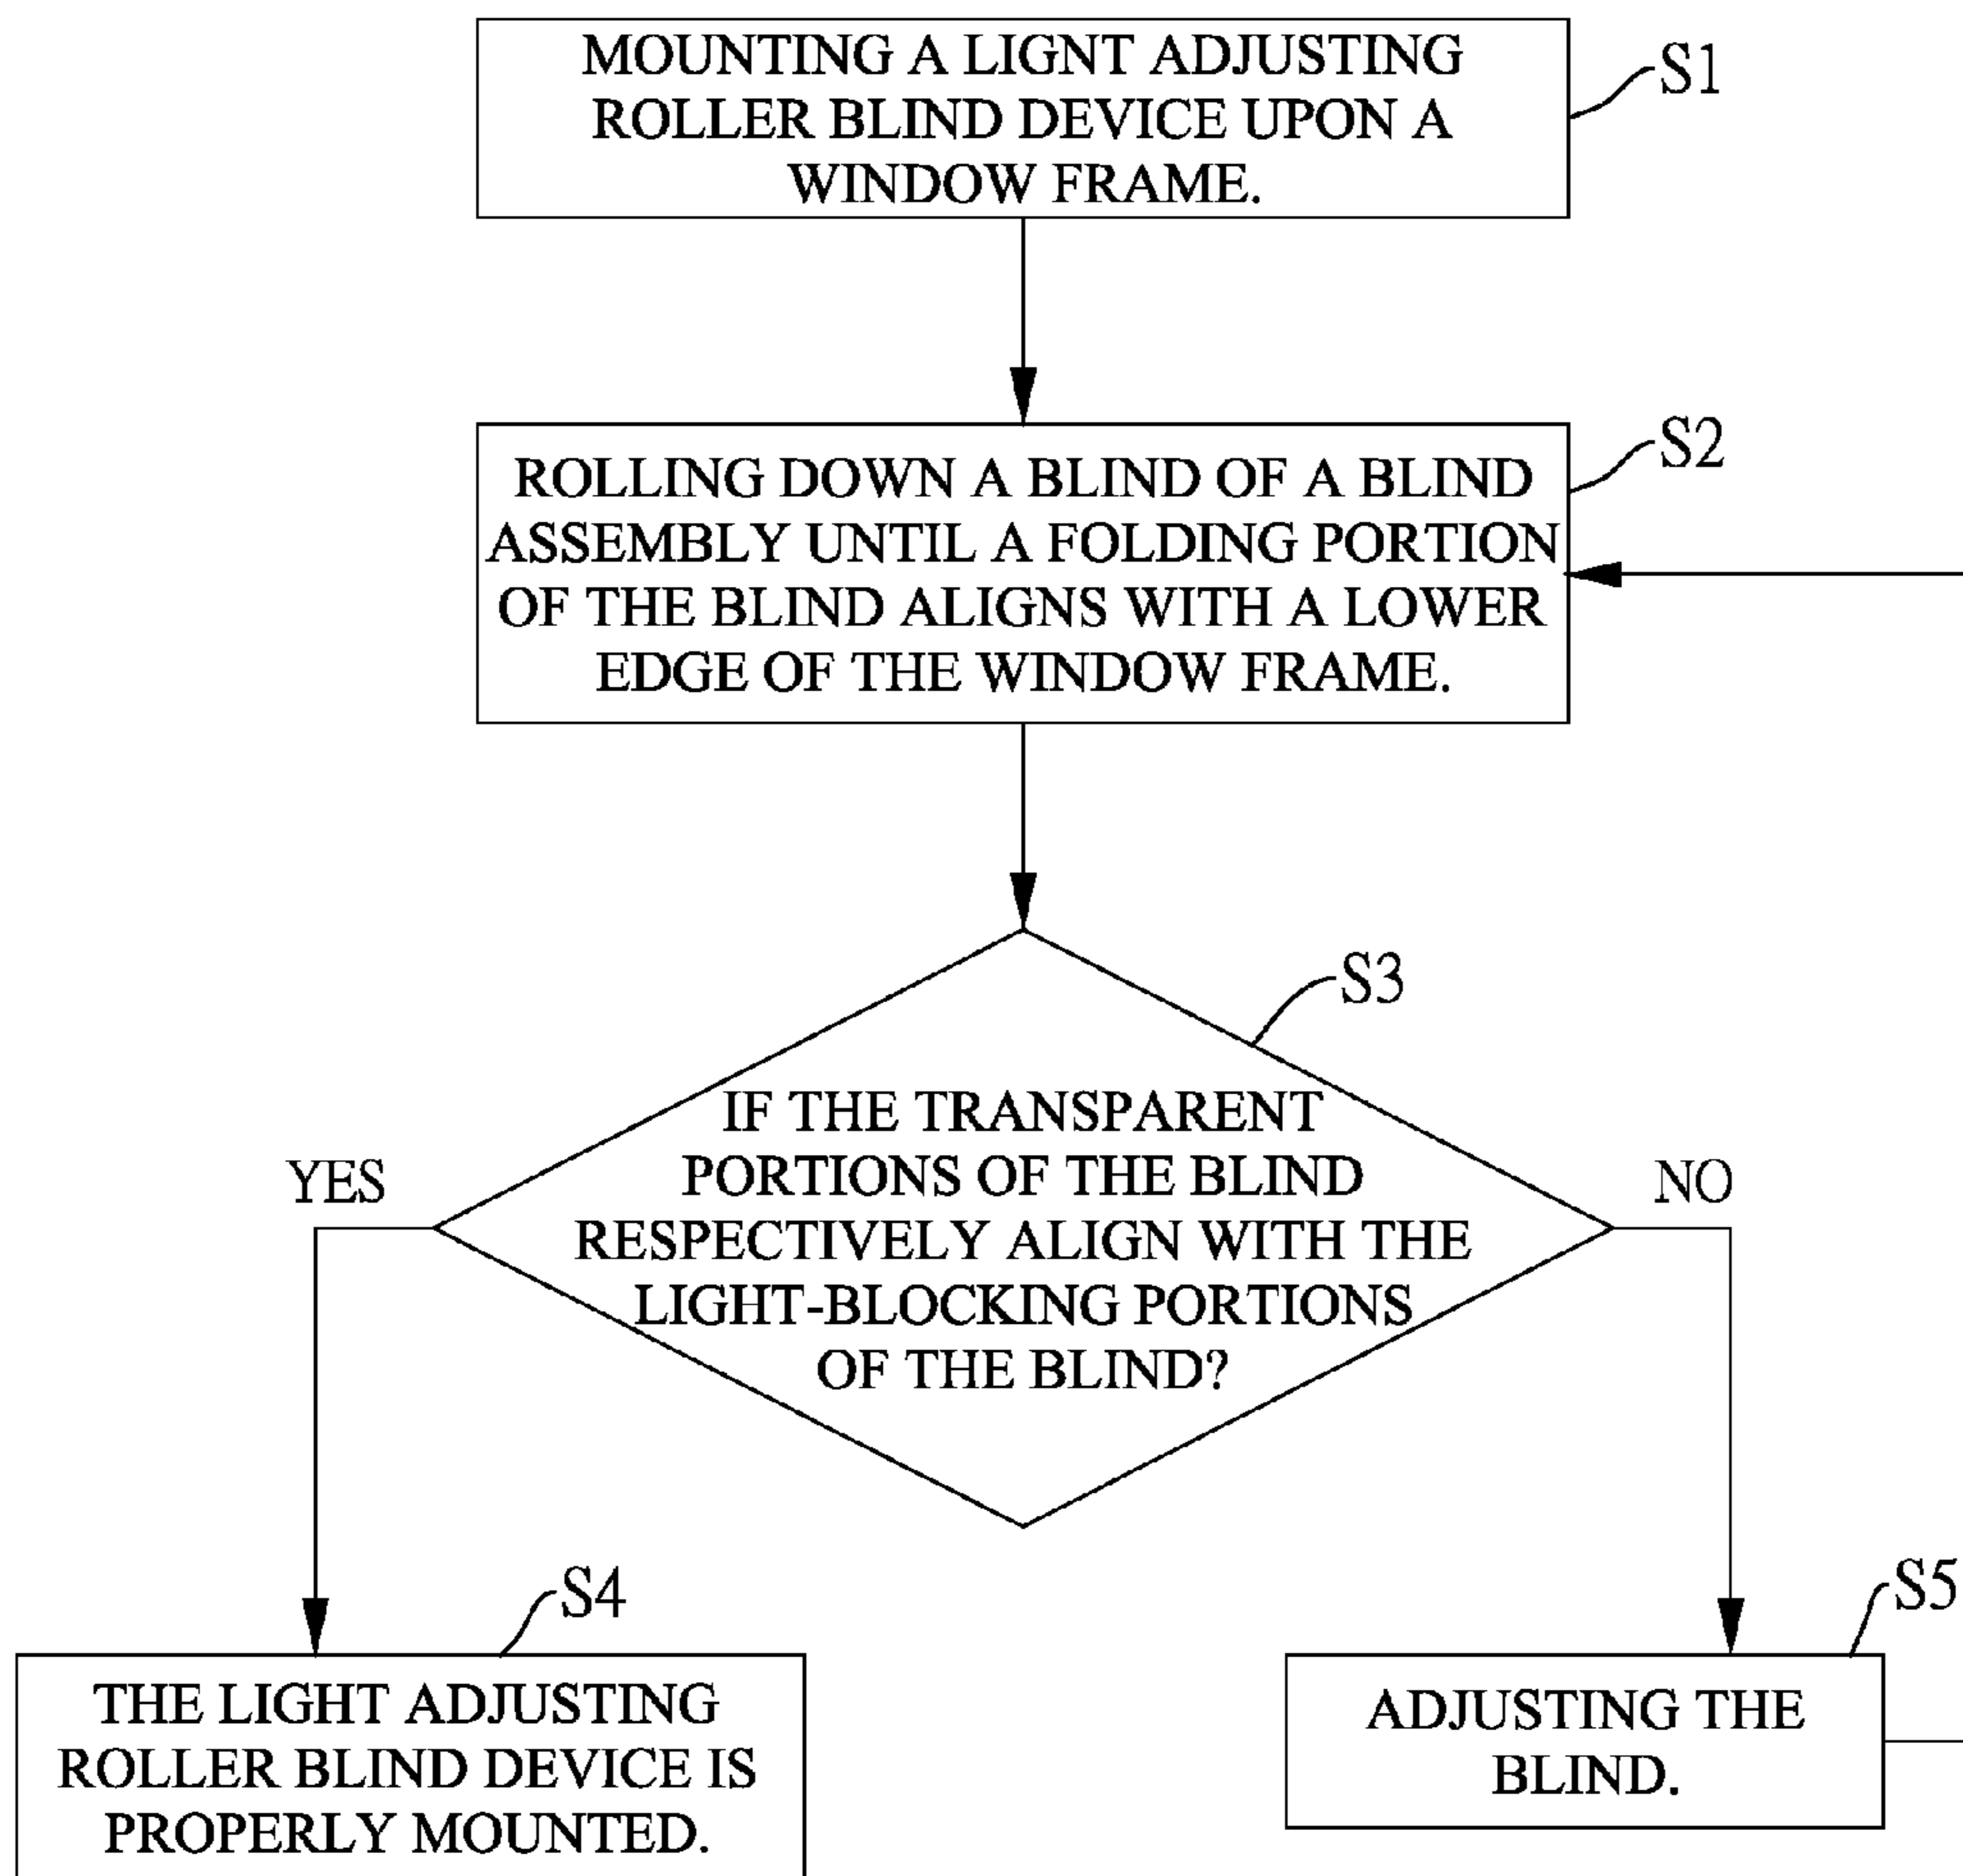 MOUNTING A LIGNT ADJUSTING
ROLLER BLIND DEVICE UPON A
WINDOW FRAME.
S1
ROLLING DOWN A BLIND OF A BLIND
ASSEMBLY UNTIL A FOLDING PORTION
OF THE BLIND ALIGNS WITH A LOWER
EDGE OF THE WINDOW FRAME.
S2
S3
IF THE TRANSPARENT
PORTIONS OF THE BLIND
RESPECTIVELY ALIGN WITH THE
LIGHT-BLOCKING PORTIONS
OF THE BLIND?
YES
NO
S4
THE LIGHT ADJUSTING
ROLLER BLIND DEVICE IS
PROPERLY MOUNTED.
S5
ADJUSTING THE
BLIND.